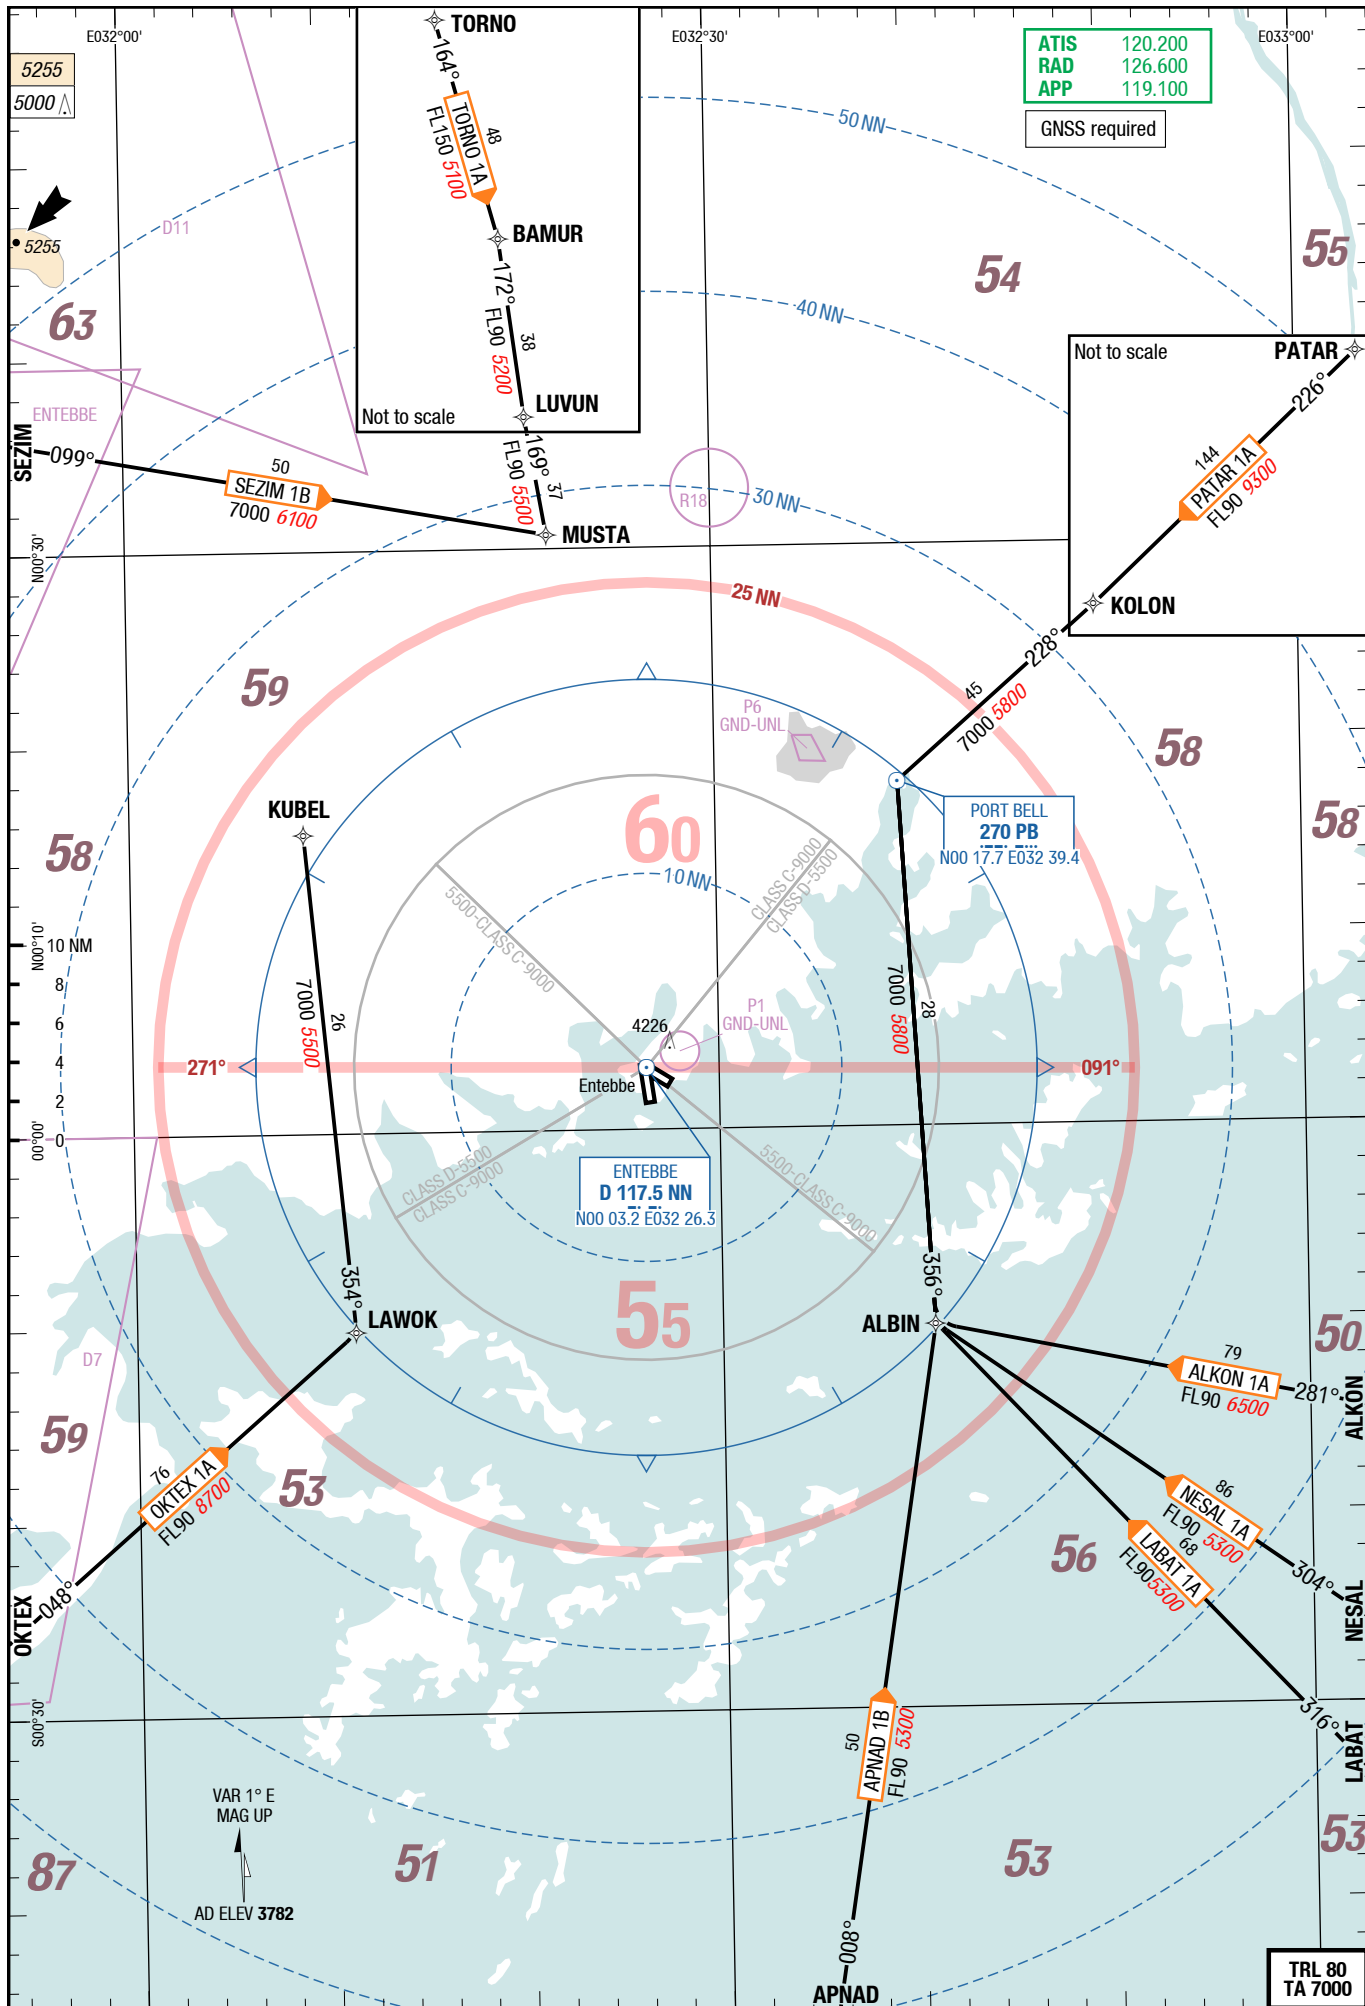 E032°00'
E032°30'
E033°00'
5255
5000
TORNO
164°
48
TORNO 1A
FL150 5100
BAMUR
172°
38
FL90 5200
LUVUN
Not to scale
169°
37
FL90 5500
MUSTA
ATIS 120.200
RAD 126.600
APP 119.100
GNSS required
50 NN
40 NN
30 NN
25 NN
10 NN
D11
5255
63
54
55
ENTEBBE
SEZIM
099°
50
SEZIM 1B
7000 6100
R18
Not to scale
PATAR
226°
144
PATAR 1A
FL90 9300
KOLON
228°
45
7000 5800
N00°30'
59
58
P6
GND-UNL
58
58
60
KUBEL
PORT BELL
270 PB
N00 17.7 E032 39.4
CLASS C-9000
CLASS D-5500
5500-CLASS C-9000
N00°10'
10 NM
8
6
4
2
0
00°00'
7000 5500
26
7000 5800
28
4226
P1
GND-UNL
271°
091°
Entebbe
ENTEBBE
D 117.5 NN
N00 03.2 E032 26.3
CLASS D-5500
CLASS C-9000
5500-CLASS C-9000
354°
LAWOK
356°
ALBIN
55
50
D7
59
53
56
79
ALKON 1A
FL90 6500
281°
ALKON
76
OKTEX 1A
FL90 8700
048°
OKTEX
86
NESAL 1A
FL90 5300
304°
NESAL
68
LABAT 1A
FL90 5300
316°
LABAT
50
APNAD 1B
FL90 5300
008°
APNAD
S00°30'
VAR 1° E
MAG UP
AD ELEV 3782
87
51
53
53
TRL 80
TA 7000